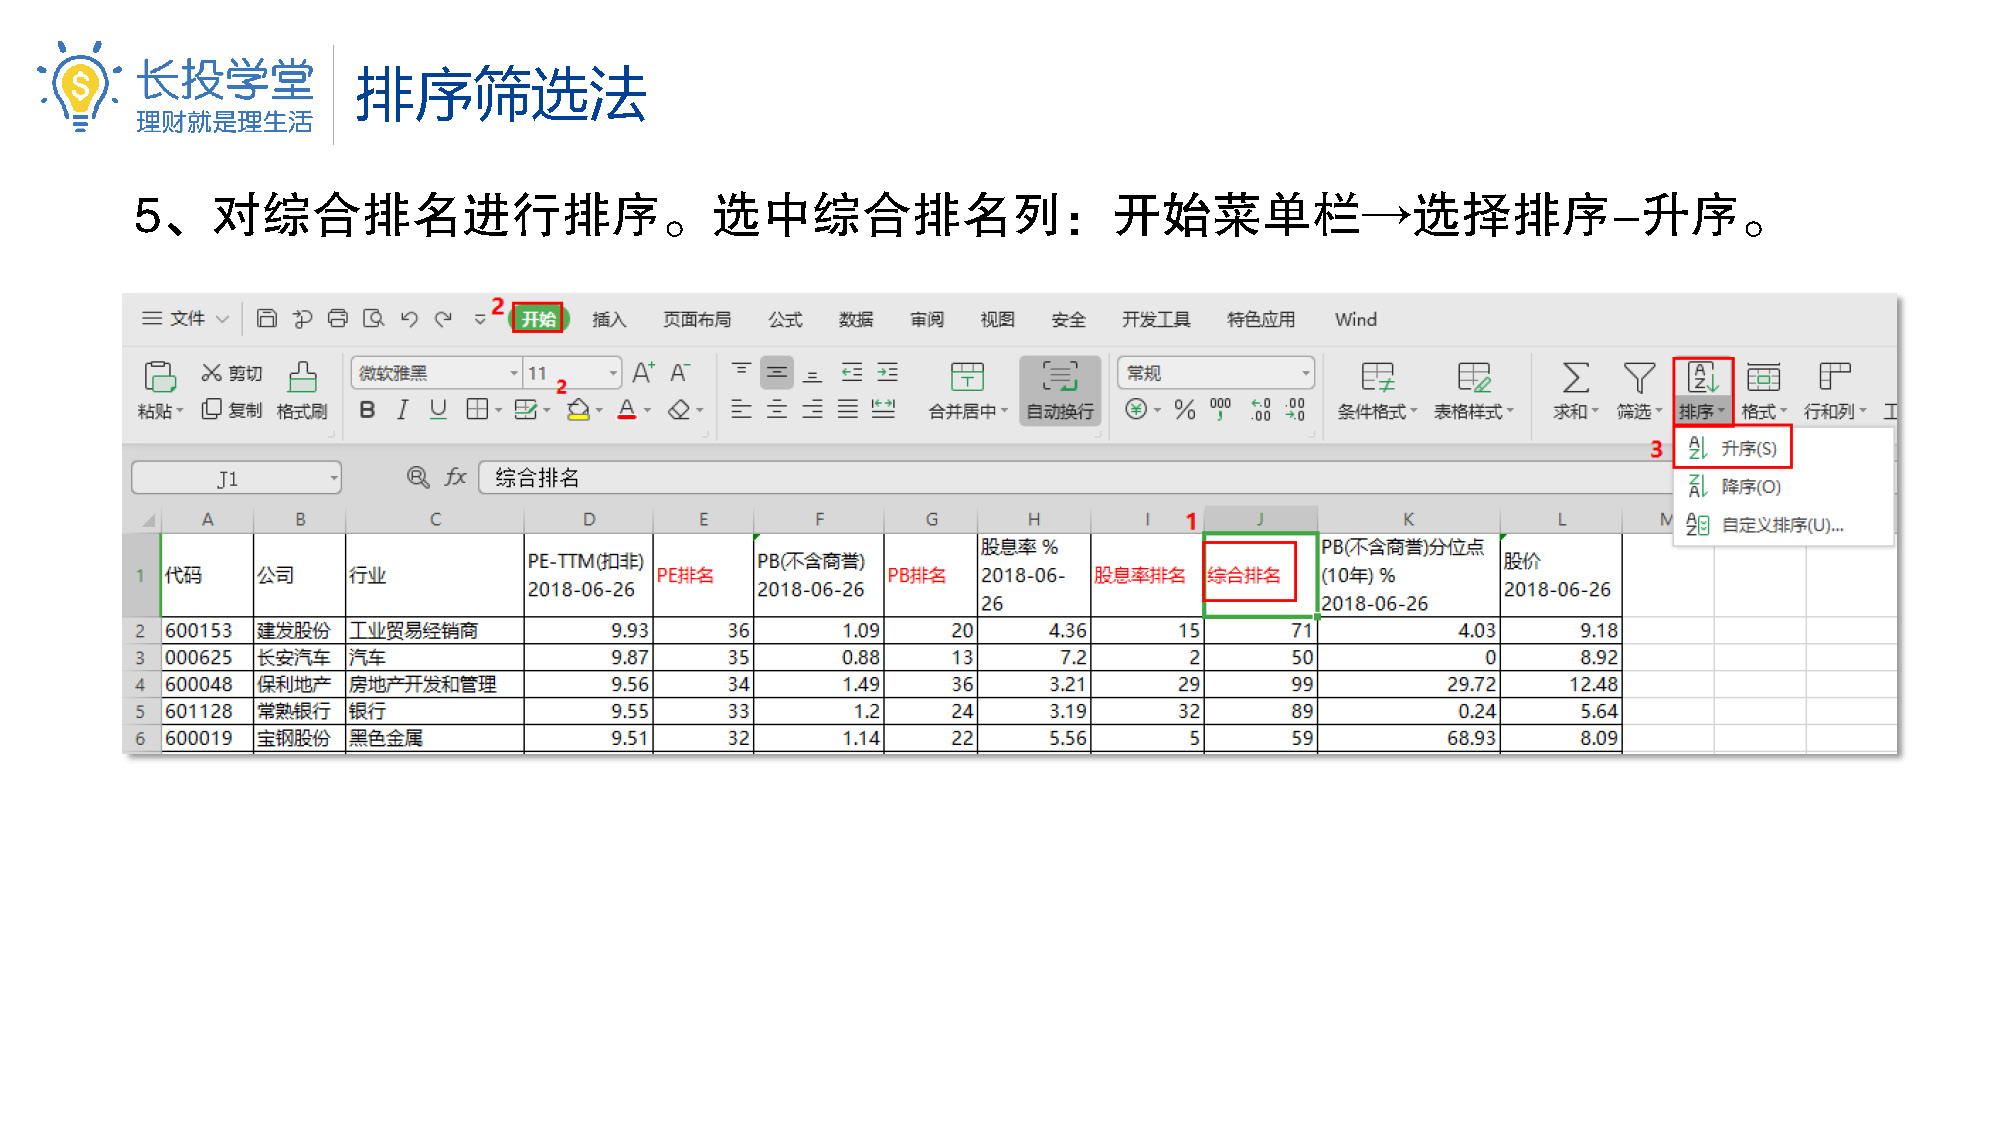 长投学堂
理财就是理生活
排序筛选法
5、对综合排名进行排序。选中综合排名列：开始菜单栏→选择排序–升序。
文件 2 开始 插入 页面布局 公式 数据 审阅 视图 安全 开发工具 特色应用 Wind
粘贴 剪切 复制 格式刷 微软雅黑 11 A+ A- 2 B I U A 合并居中 自动换行 常规 % 000 .00 .0 条件格式 表格样式 求和 筛选 排序 格式 行和列
3 升序(S)
降序(O)
自定义排序(U)...
J1 fx 综合排名
A B C D E F G H I 1 J K L M
1 代码 公司 行业 PE-TTM(扣非) 2018-06-26 PE排名 PB(不含商誉) 2018-06-26 PB排名 股息率 % 2018-06-26 股息率排名 综合排名 PB(不含商誉)分位点(10年) % 2018-06-26 股价 2018-06-26
2 600153 建发股份 工业贸易经销商 9.93 36 1.09 20 4.36 15 71 4.03 9.18
3 000625 长安汽车 汽车 9.87 35 0.88 13 7.2 2 50 0 8.92
4 600048 保利地产 房地产开发和管理 9.56 34 1.49 36 3.21 29 99 29.72 12.48
5 601128 常熟银行 银行 9.55 33 1.2 24 3.19 32 89 0.24 5.64
6 600019 宝钢股份 黑色金属 9.51 32 1.14 22 5.56 5 59 68.93 8.09